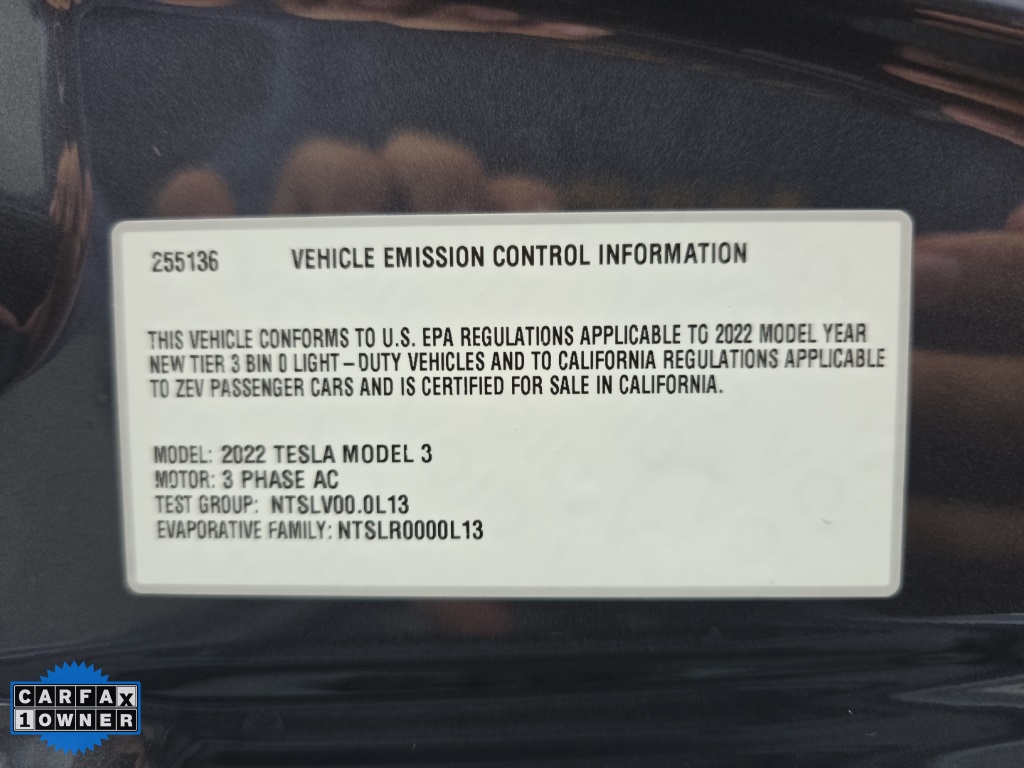 255136 VEHICLE EMISSION CONTROL INFORMATION
THIS VEHICLE CONFORMS TO U.S. EPA REGULATIONS APPLICABLE TO 2022 MODEL YEAR
NEW TIER 3 BIN 0 LIGHT-DUTY VEHICLES AND TO CALIFORNIA REGULATIONS APPLICABLE
TO ZEV PASSENGER CARS AND IS CERTIFIED FOR SALE IN CALIFORNIA.
MODEL: 2022 TESLA MODEL 3
MOTOR: 3 PHASE AC
TEST GROUP: NTSLV00.0L13
EVAPORATIVE FAMILY: NTSLR0000L13
CARFAX
1 OWNER